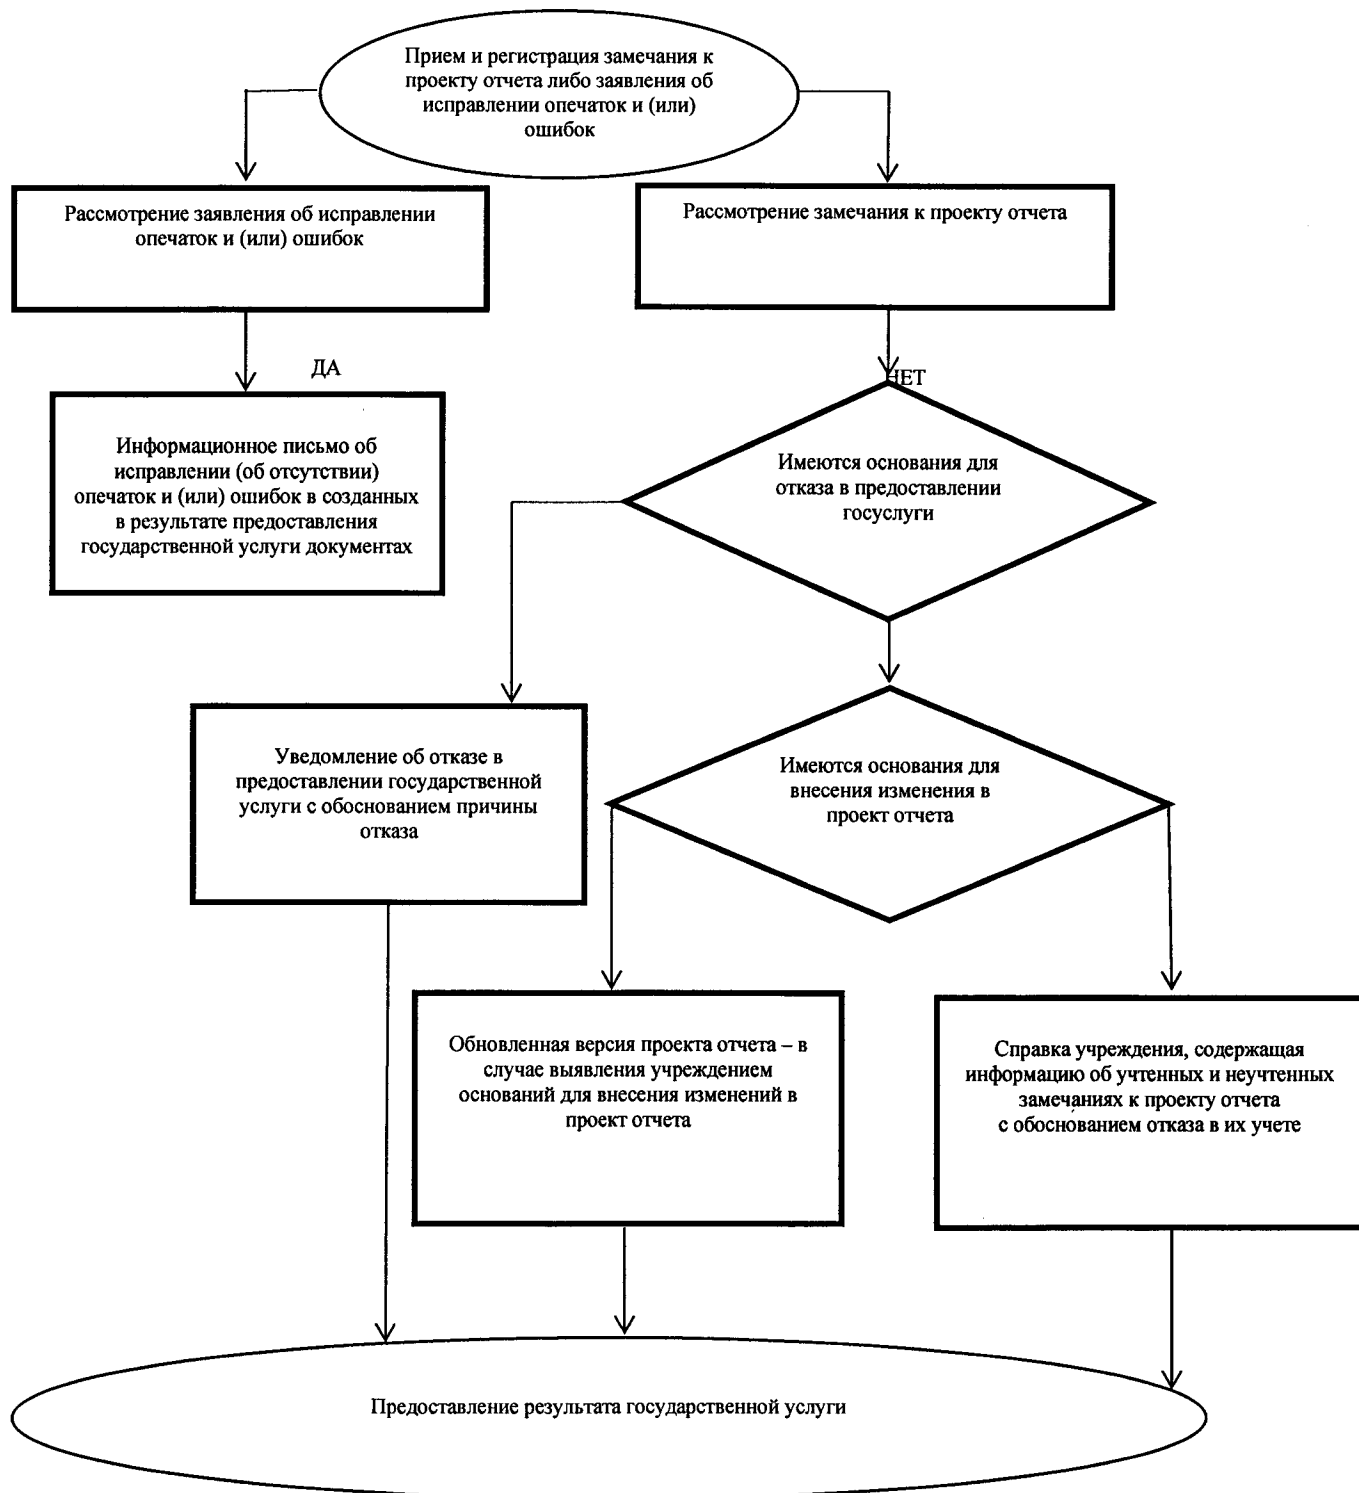 Прием и регистрация замечания к
проекту отчета либо заявления об
исправлении опечаток и (или)
ошибок
Рассмотрение заявления об исправлении
опечаток и (или) ошибок
Рассмотрение замечания к проекту отчета
ДА
НЕТ
Информационное письмо об
исправлении (об отсутствии)
опечаток и (или) ошибок в созданных
в результате предоставления
государственной услуги документах
Имеются основания для
отказа в предоставлении
госуслуги
Уведомление об отказе в
предоставлении государственной
услуги с обоснованием причины
отказа
Имеются основания для
внесения изменения в
проект отчета
Обновленная версия проекта отчета – в
случае выявления учреждением
оснований для внесения изменений в
проект отчета
Справка учреждения, содержащая
информацию об учтенных и неучтенных
замечаниях к проекту отчета
с обоснованием отказа в их учете
Предоставление результата государственной услуги